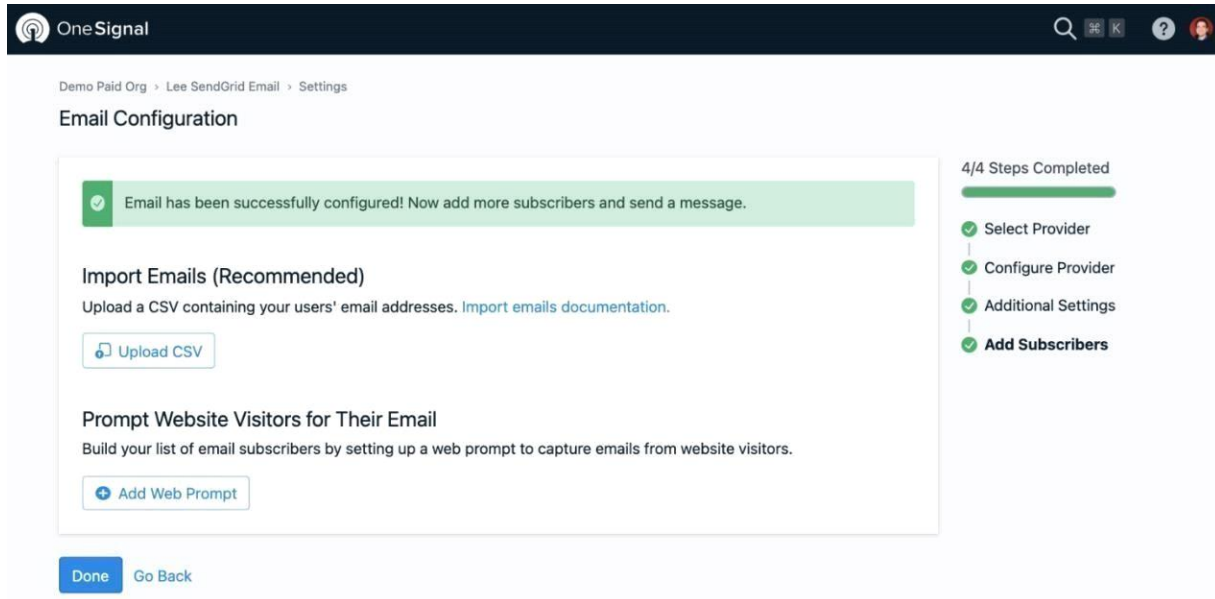 OneSignal
⌘ K
?
Demo Paid Org › Lee SendGrid Email › Settings
Email Configuration
Email has been successfully configured! Now add more subscribers and send a message.
Import Emails (Recommended)
Upload a CSV containing your users' email addresses. Import emails documentation.
Upload CSV
Prompt Website Visitors for Their Email
Build your list of email subscribers by setting up a web prompt to capture emails from website visitors.
Add Web Prompt
Done Go Back
4/4 Steps Completed
Select Provider
Configure Provider
Additional Settings
Add Subscribers